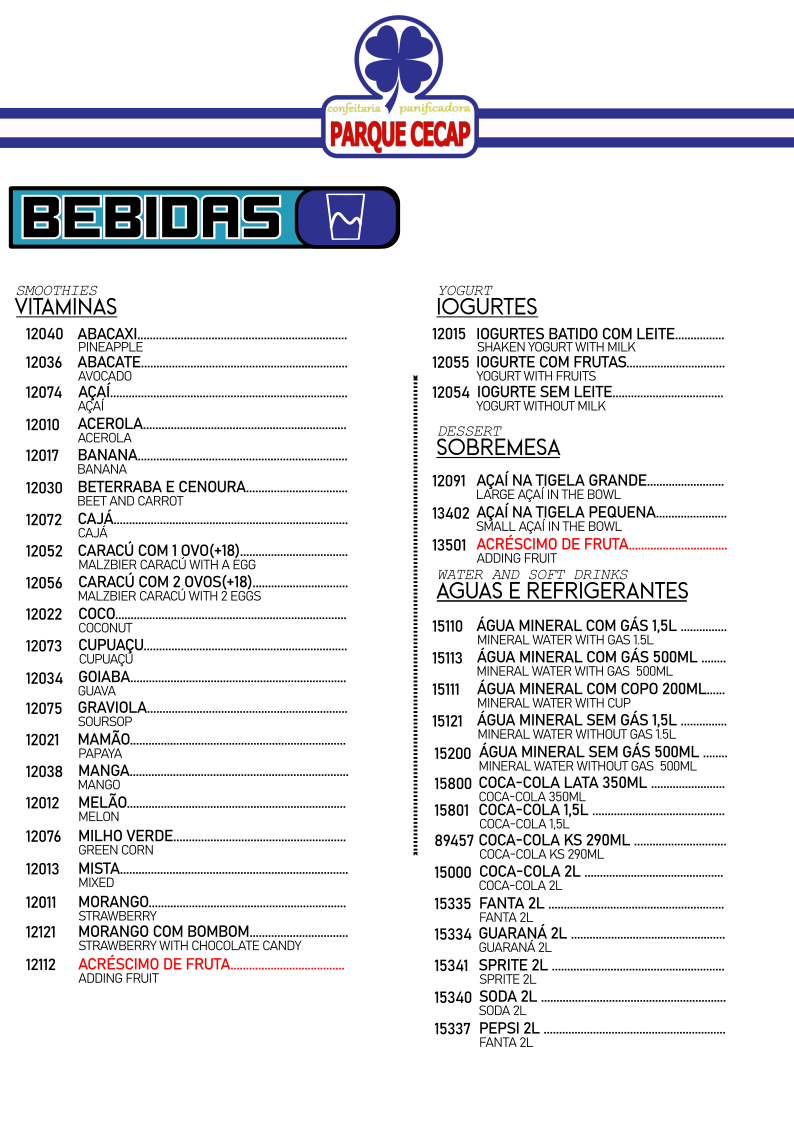 confeitaria panificadora
PARQUE CECAP
BEBIDAS
SMOOTHIES
VITAMINAS
12040 ABACAXI
PINEAPPLE
12036 ABACATE
AVOCADO
12074 AÇAÍ
AÇAÍ
12010 ACEROLA
ACEROLA
12017 BANANA
BANANA
12030 BETERRABA E CENOURA
BEET AND CARROT
12072 CAJÁ
CAJÁ
12052 CARACÚ COM 1 OVO(+18)
MALZBIER CARACÚ WITH A EGG
12056 CARACÚ COM 2 OVOS(+18)
MALZBIER CARACÚ WITH 2 EGGS
12022 COCO
COCONUT
12073 CUPUAÇU
CUPUAÇÚ
12034 GOIABA
GUAVA
12075 GRAVIOLA
SOURSOP
12021 MAMÃO
PAPAYA
12038 MANGA
MANGO
12012 MELÃO
MELON
12076 MILHO VERDE
GREEN CORN
12013 MISTA
MIXED
12011 MORANGO
STRAWBERRY
12121 MORANGO COM BOMBOM
STRAWBERRY WITH CHOCOLATE CANDY
12112 ACRÉSCIMO DE FRUTA
ADDING FRUIT
YOGURT
IOGURTES
12015 IOGURTES BATIDO COM LEITE
SHAKEN YOGURT WITH MILK
12055 IOGURTE COM FRUTAS
YOGURT WITH FRUITS
12054 IOGURTE SEM LEITE
YOGURT WITHOUT MILK
DESSERT
SOBREMESA
12091 AÇAÍ NA TIGELA GRANDE
LARGE AÇAÍ IN THE BOWL
13402 AÇAÍ NA TIGELA PEQUENA
SMALL AÇAÍ IN THE BOWL
13501 ACRÉSCIMO DE FRUTA
ADDING FRUIT
WATER AND SOFT DRINKS
AGUAS E REFRIGERANTES
15110 ÁGUA MINERAL COM GÁS 1,5L
MINERAL WATER WITH GAS 1.5L
15113 ÁGUA MINERAL COM GÁS 500ML
MINERAL WATER WITH GAS 500ML
15111 ÁGUA MINERAL COM COPO 200ML
MINERAL WATER WITH CUP
15121 ÁGUA MINERAL SEM GÁS 1,5L
MINERAL WATER WITHOUT GAS 1.5L
15200 ÁGUA MINERAL SEM GÁS 500ML
MINERAL WATER WITHOUT GAS 500ML
15800 COCA-COLA LATA 350ML
COCA-COLA 350ML
15801 COCA-COLA 1,5L
COCA-COLA 1,5L
89457 COCA-COLA KS 290ML
COCA-COLA KS 290ML
15000 COCA-COLA 2L
COCA-COLA 2L
15335 FANTA 2L
FANTA 2L
15334 GUARANÁ 2L
GUARANÁ 2L
15341 SPRITE 2L
SPRITE 2L
15340 SODA 2L
SODA 2L
15337 PEPSI 2L
FANTA 2L